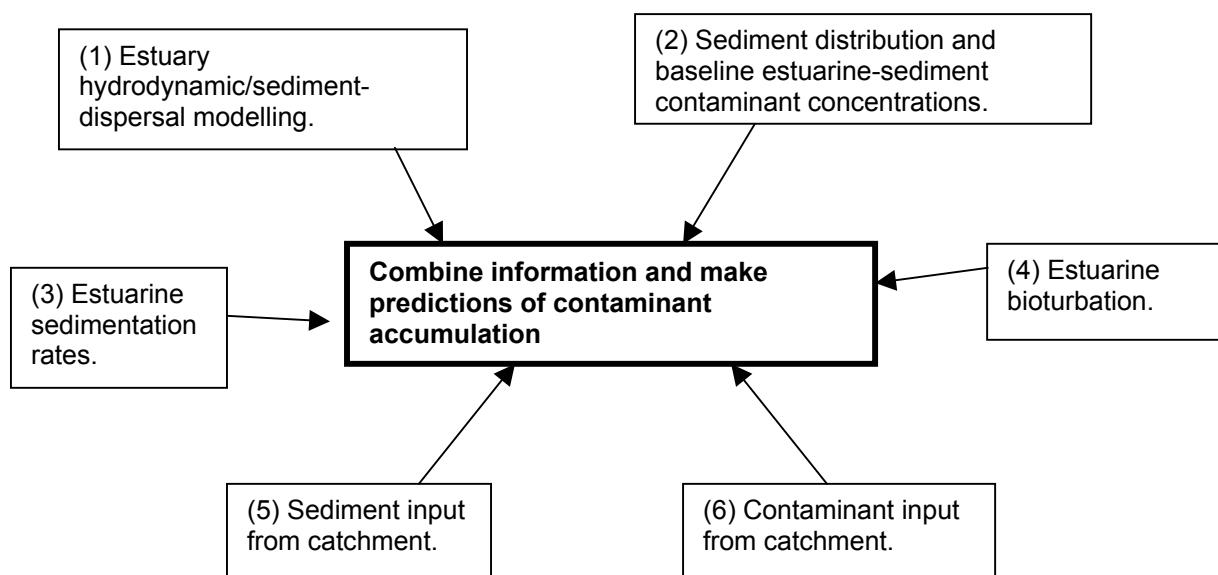 (1) Estuary
hydrodynamic/sediment-
dispersal modelling.
(2) Sediment distribution and
baseline estuarine-sediment
contaminant concentrations.
(3) Estuarine
sedimentation
rates.
Combine information and make
predictions of contaminant
accumulation
(4) Estuarine
bioturbation.
(5) Sediment input
from catchment.
(6) Contaminant input
from catchment.